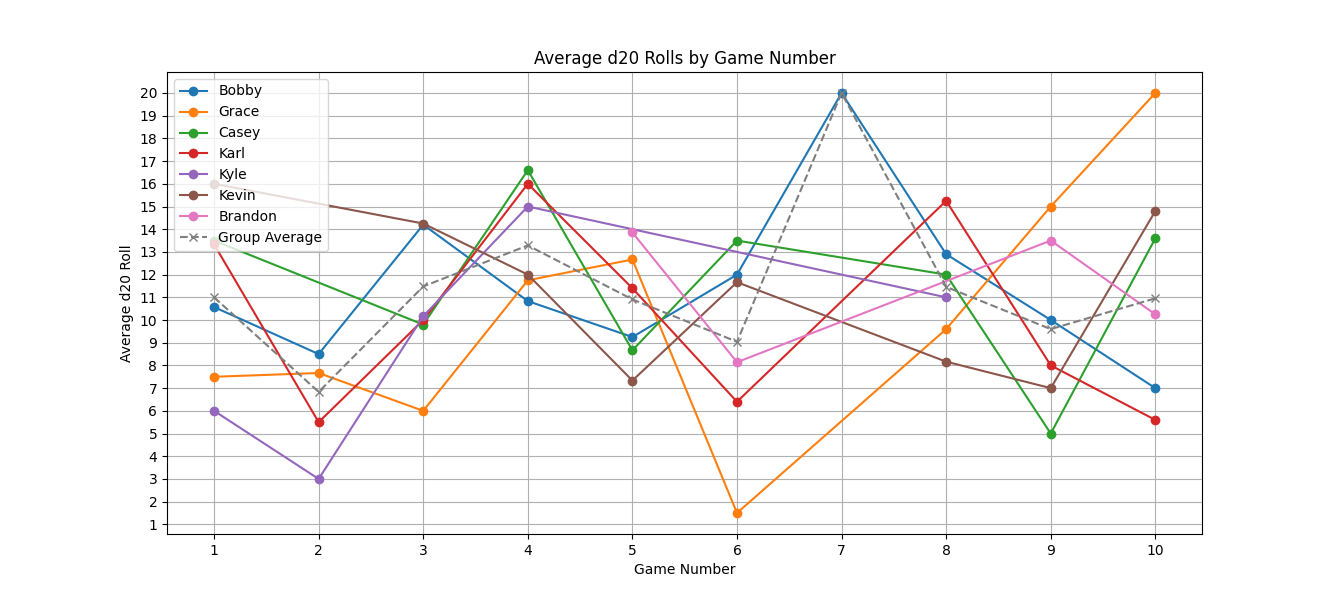 Average d20 Rolls by Game Number
Bobby
Grace
Casey
Karl
Kyle
Kevin
Brandon
Group Average
Average d20 Roll
20
19
18
17
16
15
14
13
12
11
10
9
8
7
6
5
4
3
2
1
1 2 3 4 5 6 7 8 9 10
Game Number